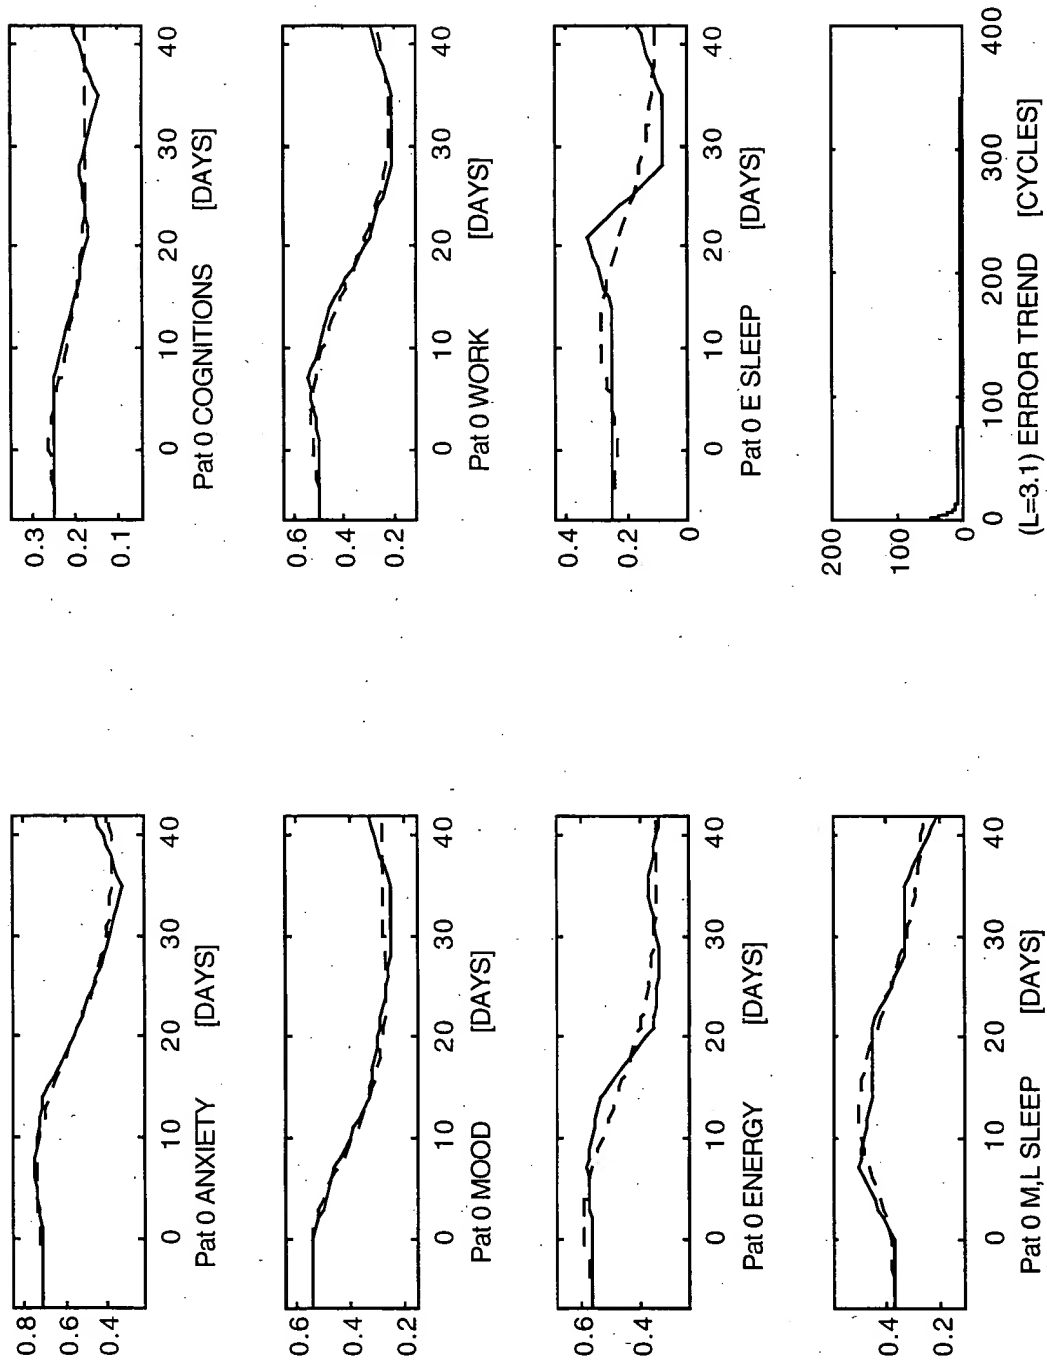 0.8
0.6
0.4
0 10 20 30 40
Pat 0 ANXIETY [DAYS]
0.3
0.2
0.1
0 10 20 30 40
Pat 0 COGNITIONS [DAYS]
0.6
0.4
0.2
0 10 20 30 40
Pat 0 MOOD [DAYS]
0.6
0.4
0.2
0 10 20 30 40
Pat 0 WORK [DAYS]
0.6
0.4
0 10 20 30 40
Pat 0 ENERGY [DAYS]
0.4
0.2
0
0 10 20 30 40
Pat 0 E SLEEP [DAYS]
0.4
0.2
0 10 20 30 40
Pat 0 M,L SLEEP [DAYS]
200
100
0
0 100 200 300 400
(L=3.1) ERROR TREND [CYCLES]